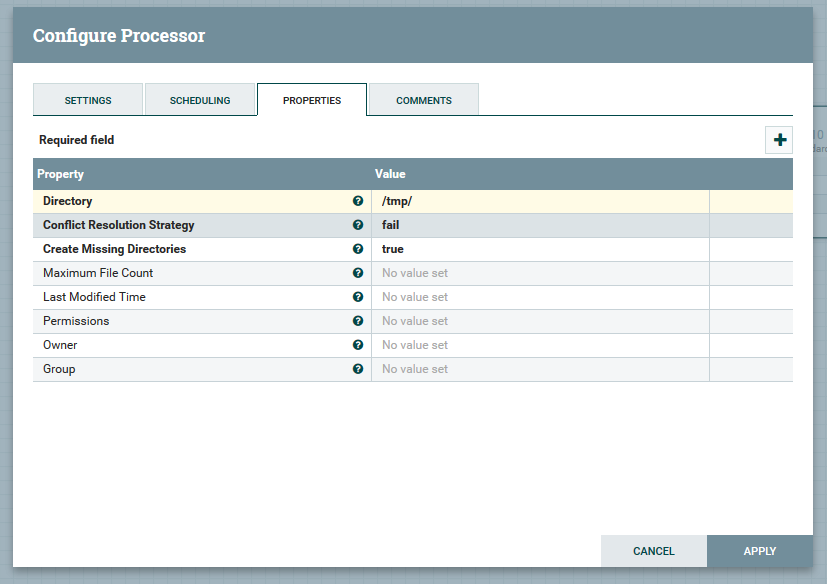 Configure Processor
SETTINGS SCHEDULING PROPERTIES COMMENTS
Required field
Property Value
Directory /tmp/
Conflict Resolution Strategy fail
Create Missing Directories true
Maximum File Count No value set
Last Modified Time No value set
Permissions No value set
Owner No value set
Group No value set
CANCEL APPLY